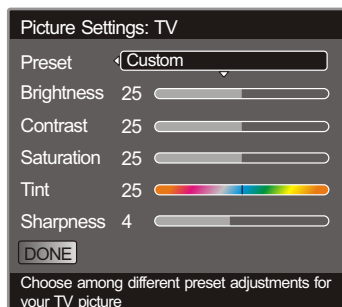 Picture Settings: TV
Preset Custom
Brightness 25
Contrast 25
Saturation 25
Tint 25
Sharpness 4
DONE
Choose among different preset adjustments for
your TV picture